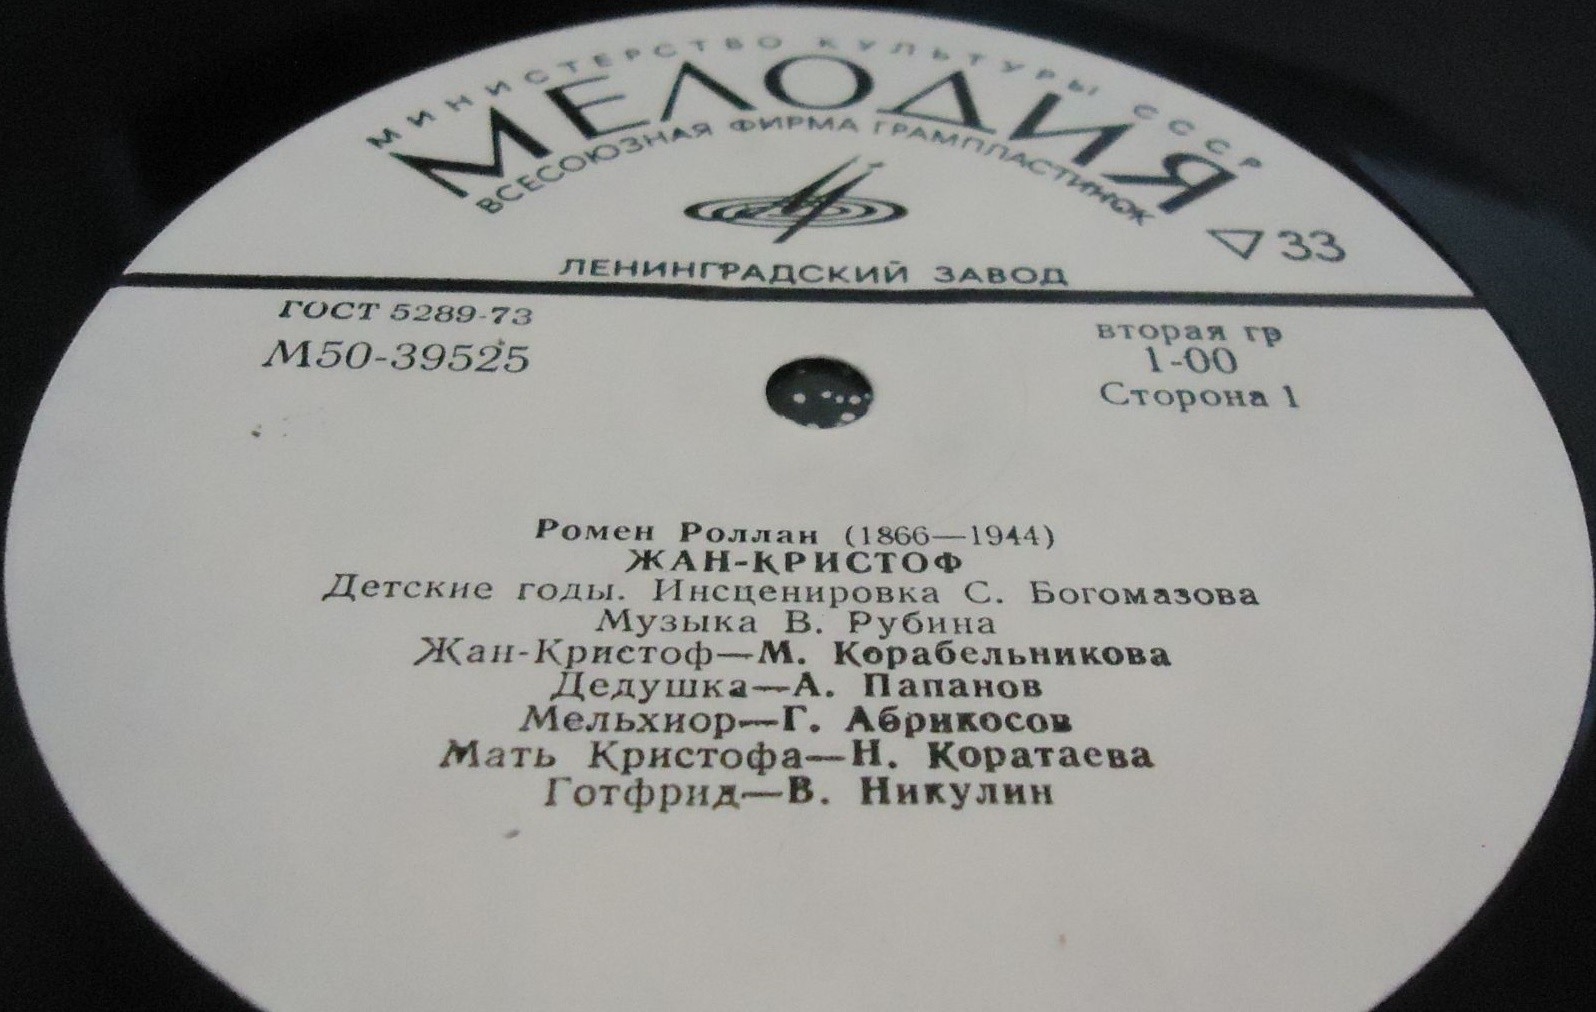 МИНИСТЕРСТВО КУЛЬТУРЫ СССР
МЕЛОДИЯ
ВСЕСОЮЗНАЯ ФИРМА ГРАМПЛАСТИНОК
▽33
ЛЕНИНГРАДСКИЙ ЗАВОД
ГОСТ 5289-73
М50-39525
вторая гр
1-00
Сторона 1
Ромен Роллан (1866—1944)
ЖАН-КРИСТОФ
Детские годы. Инсценировка С. Богомазова
Музыка В. Рубина
Жан-Кристоф—М. Корабельникова
Дедушка—А. Папанов
Мельхиор—Г. Абрикосов
Мать Кристофа—Н. Коратаева
Готфрид—В. Никулин